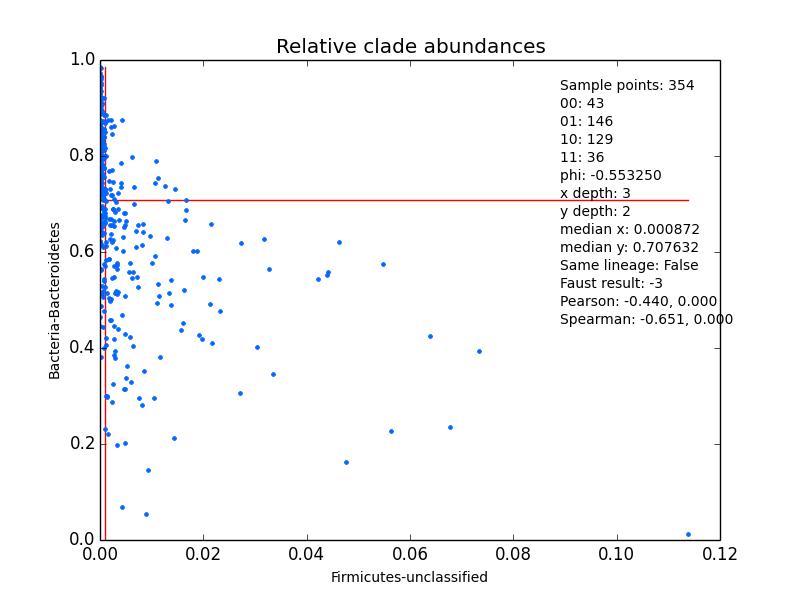 Relative clade abundances
1.0
0.8
0.6
0.4
0.2
0.0
Bacteria-Bacteroidetes
Sample points: 354
00: 43
01: 146
10: 129
11: 36
phi: -0.553250
x depth: 3
y depth: 2
median x: 0.000872
median y: 0.707632
Same lineage: False
Faust result: -3
Pearson: -0.440, 0.000
Spearman: -0.651, 0.000
0.00 0.02 0.04 0.06 0.08 0.10 0.12
Firmicutes-unclassified